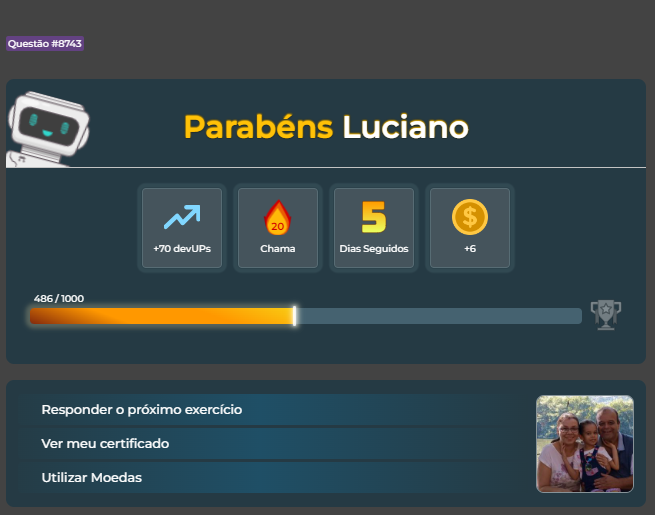 Questão #8743
Parabéns Luciano
+70 devUPs
20
Chama
5
Dias Seguidos
$
+6
486 / 1000
Responder o próximo exercício
Ver meu certificado
Utilizar Moedas